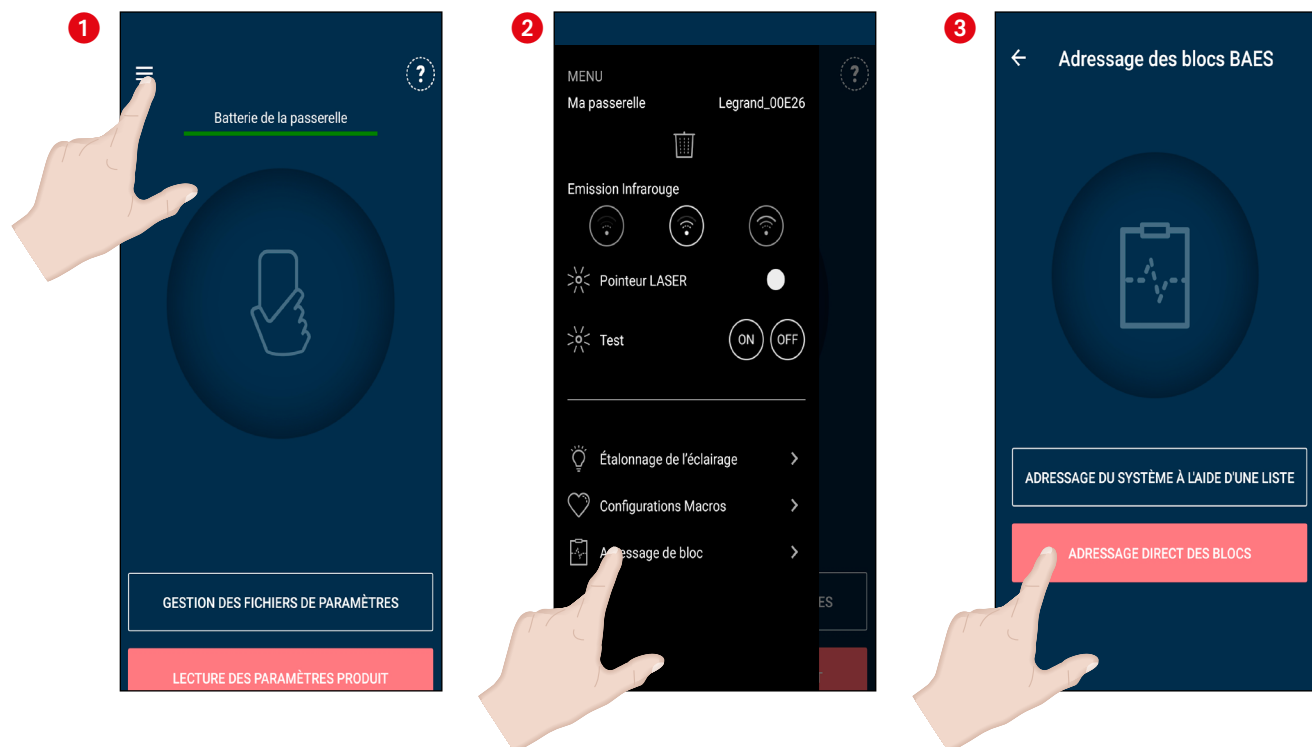 1
?
Batterie de la passerelle
GESTION DES FICHIERS DE PARAMÈTRES
LECTURE DES PARAMÈTRES PRODUIT
2
MENU
?
Ma passerelle Legrand_00E26
Emission Infrarouge
Pointeur LASER
Test ON OFF
Étalonnage de l'éclairage
Configurations Macros
Adressage de bloc
ES
3
Adressage des blocs BAES
ADRESSAGE DU SYSTÈME À L'AIDE D'UNE LISTE
ADRESSAGE DIRECT DES BLOCS